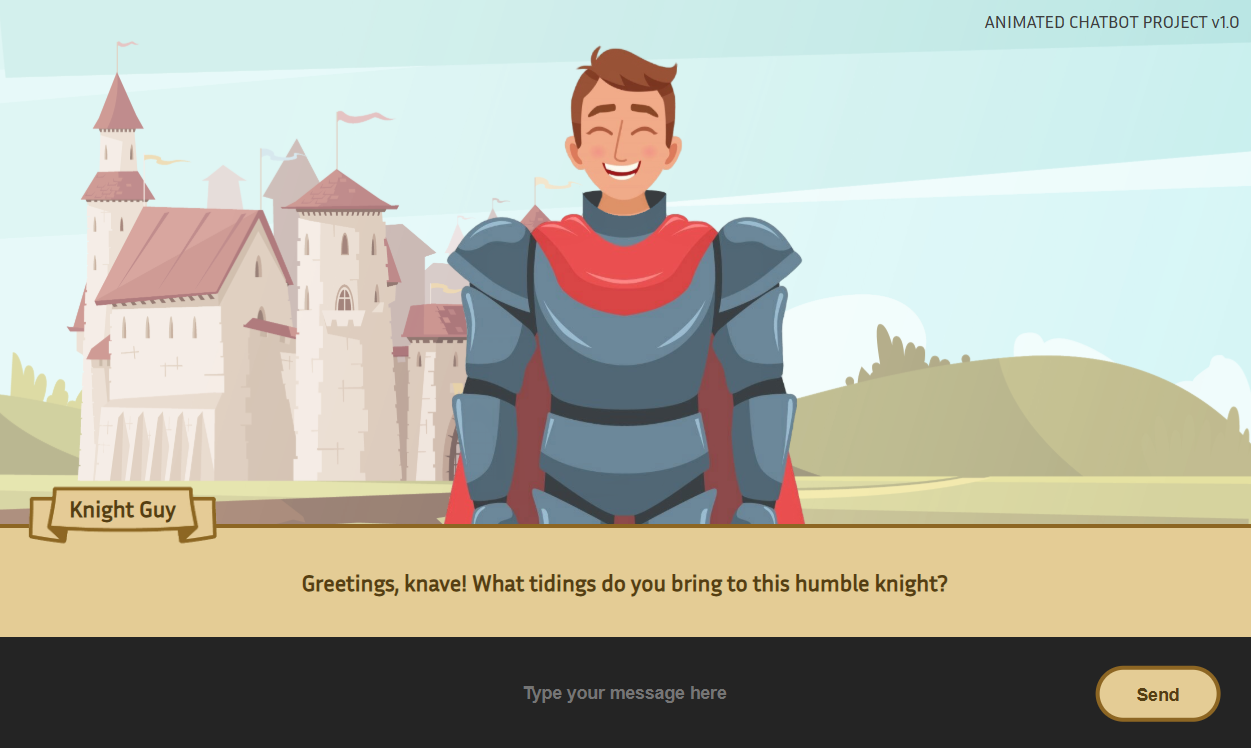 ANIMATED CHATBOT PROJECT v1.0
Knight Guy
Greetings, knave! What tidings do you bring to this humble knight?
Type your message here
Send